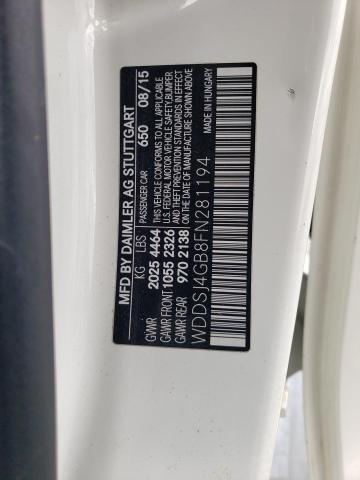 MFD BY DAIMLER AG STUTTGART
PASSENGER CAR 650 08/15
KG LBS THIS VEHICLE CONFORMS TO ALL APPLICABLE
GVWR 2025 4464 U.S. FEDERAL MOTOR VEHICLE SAFETY, BUMPER
GAWR FRONT 1055 2326 AND THEFT PREVENTION STANDARDS IN EFFECT
GAWR REAR 970 2138 ON THE DATE OF MANUFACTURE SHOWN ABOVE
WDDSJ4GB8FN281194 MADE IN HUNGARY